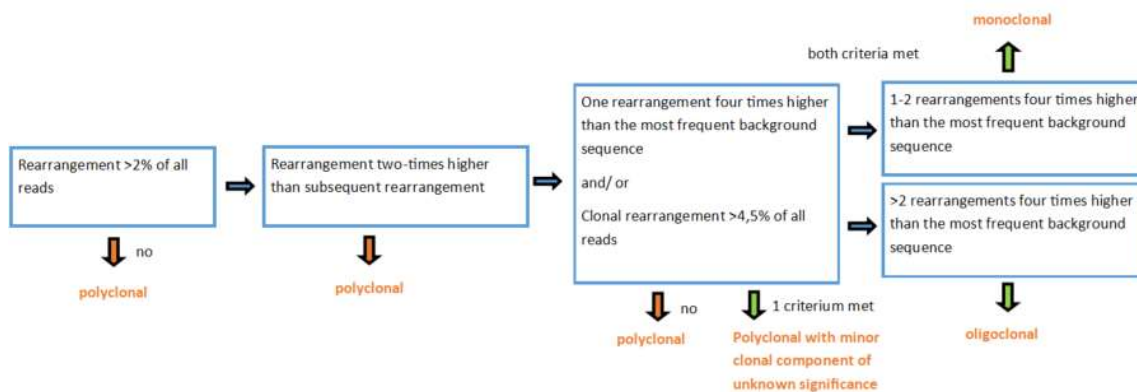 Rearrangement >2% of all
reads
no
polyclonal
Rearrangement two-times higher
than subsequent rearrangement
polyclonal
One rearrangement four times higher
than the most frequent background
sequence
and/ or
Clonal rearrangement >4,5% of all
reads
no
polyclonal
1 criterium met
Polyclonal with minor
clonal component of
unknown significance
both criteria met
monoclonal
1-2 rearrangements four times higher
than the most frequent background
sequence
>2 rearrangements four times higher
than the most frequent background
sequence
oligoclonal